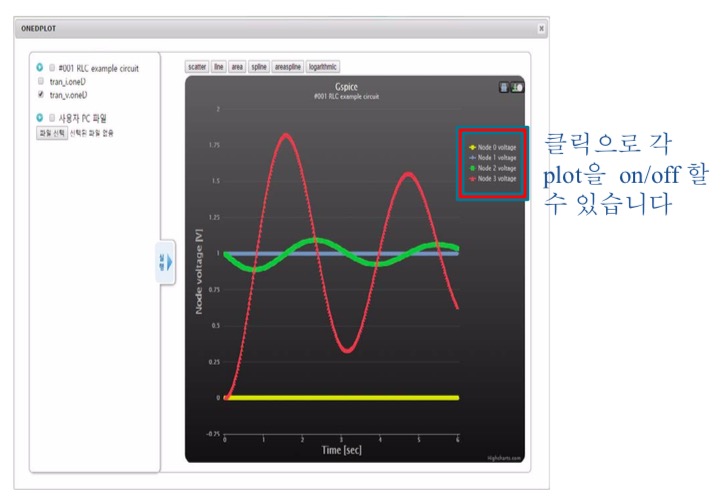 ONEDPLOT
x
#001 RLC example circuit
tran_i.oneD
tran_v.oneD
사용자 PC 파일
파일 선택 선택된 파일 없음
실행
scatter line area spline areaspline logarithmic
Gspice
#001 RLC example circuit
2
1.75
1.5
1.25
1
0.75
0.5
0.25
0
-0.25
Node voltage [V]
0 1 2 3 4 5 6
Time [sec]
Node 0 voltage
Node 1 voltage
Node 2 voltage
Node 3 voltage
Highcharts.com
클릭으로 각
plot을 on/off 할
수 있습니다